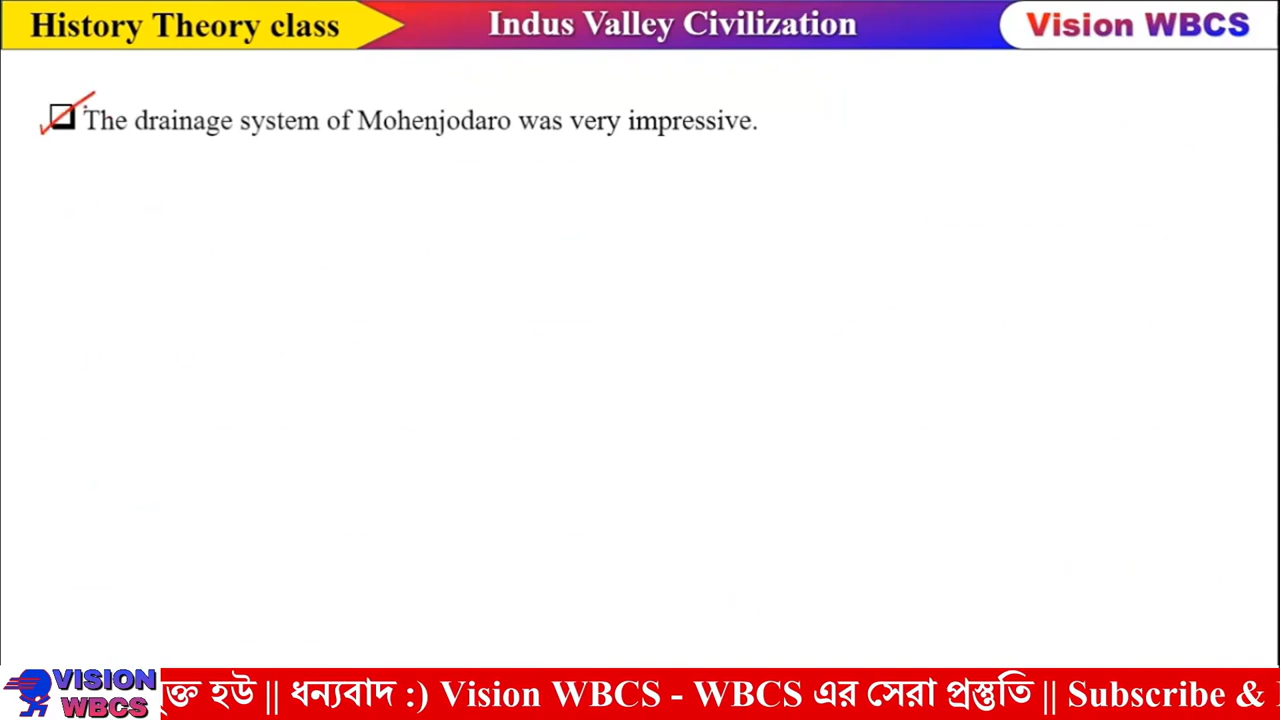 History Theory class
Indus Valley Civilization
Vision WBCS
The drainage system of Mohenjodaro was very impressive.
VISION
WBCS
হউ || ধন্যবাদ :) Vision WBCS - WBCS এর সেরা প্রস্তুতি || Subscribe &